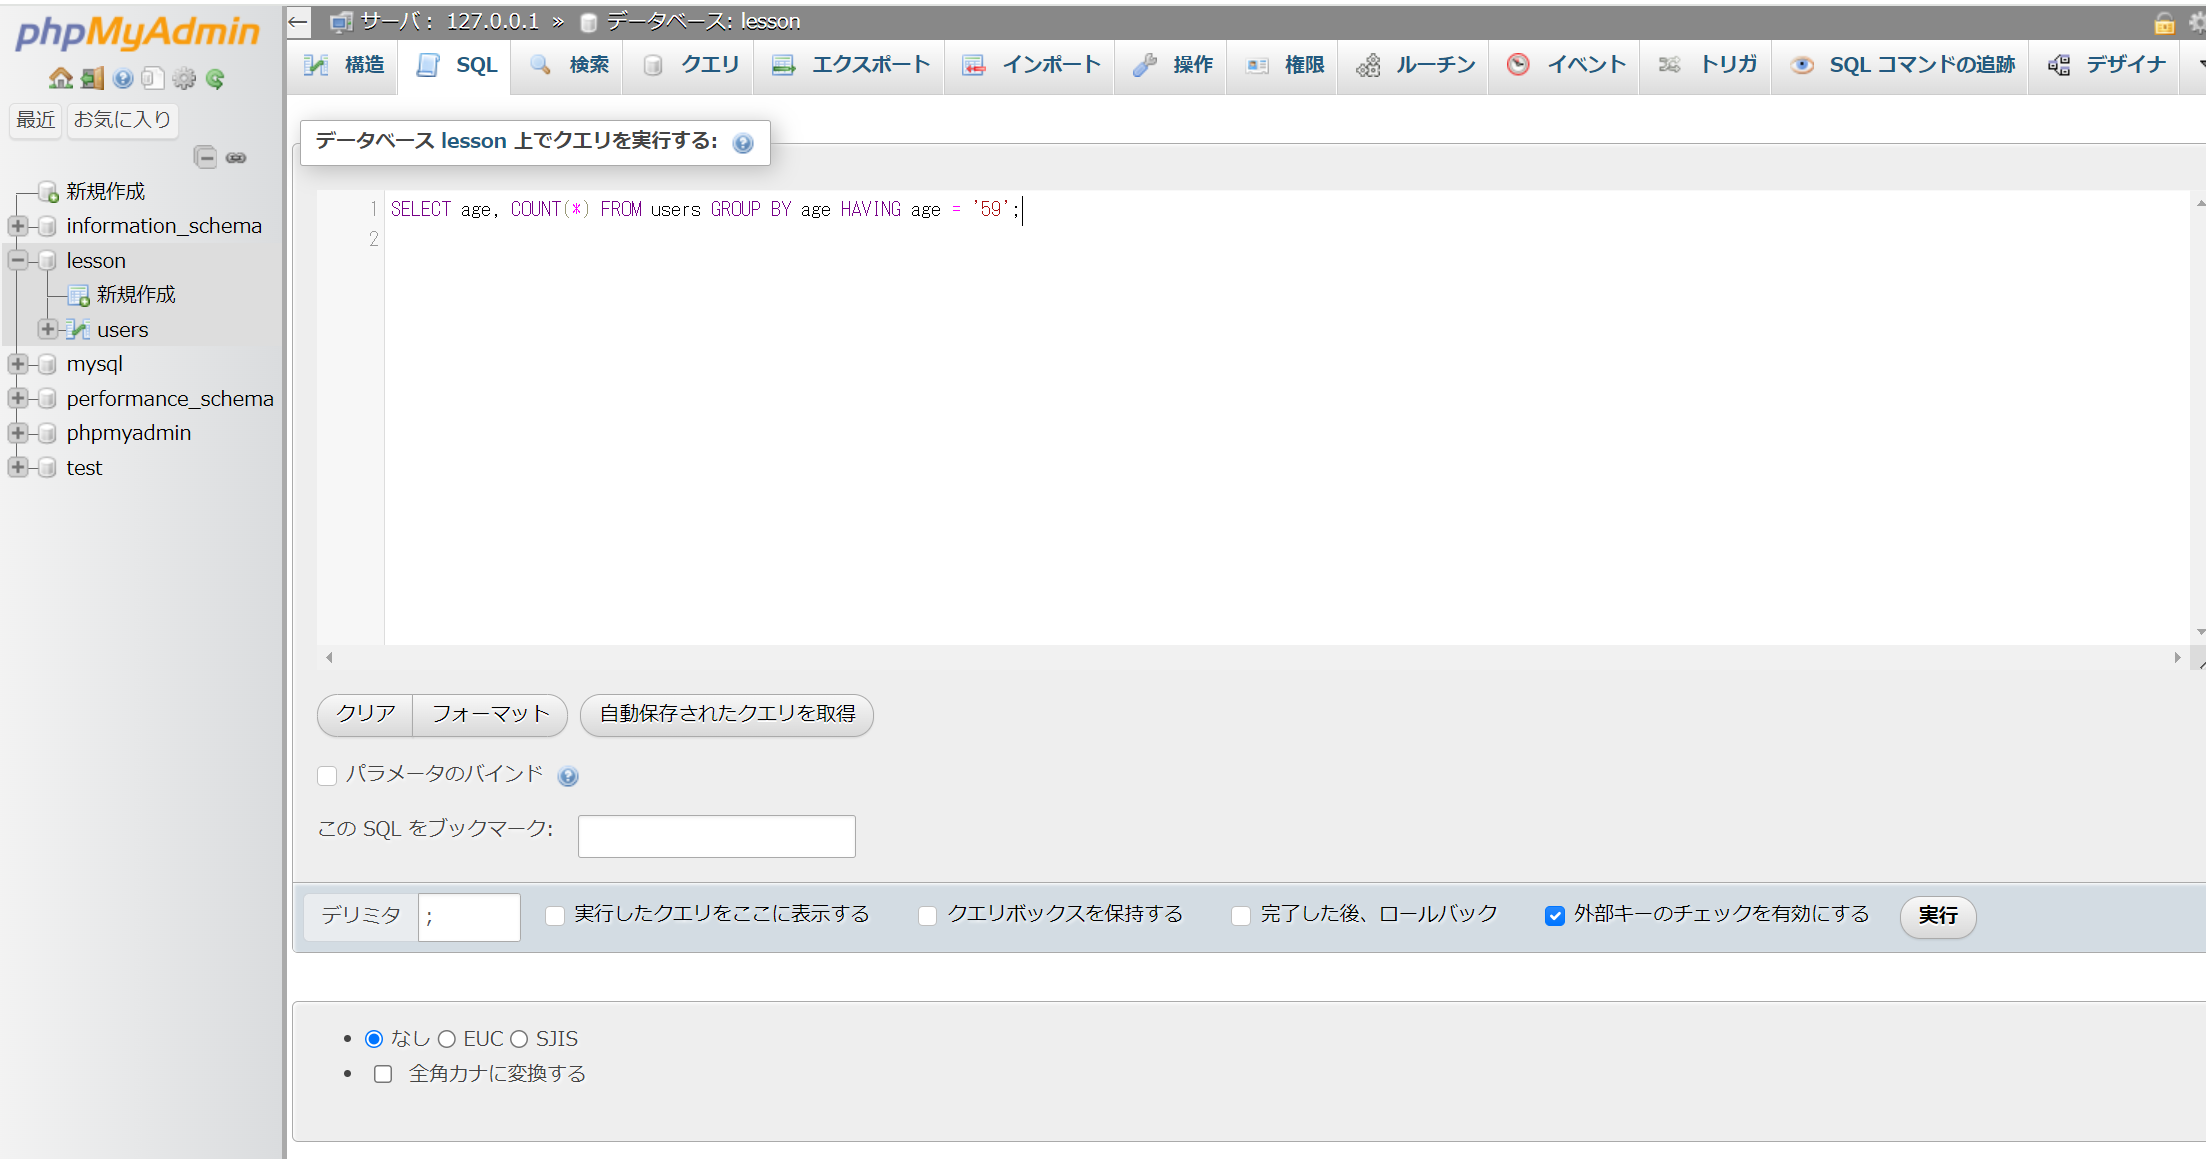 phpMyAdmin
最近 お気に入り
新規作成
information_schema
lesson
新規作成
users
mysql
performance_schema
phpmyadmin
test
サーバ: 127.0.0.1 » データベース: lesson
構造 SQL 検索 クエリ エクスポート インポート 操作 権限 ルーチン イベント トリガ SQL コマンドの追跡 デザイナ
データベース lesson 上でクエリを実行する:
1 SELECT age, COUNT(*) FROM users GROUP BY age HAVING age = '59';
2
クリア フォーマット 自動保存されたクエリを取得
パラメータのバインド
この SQL をブックマーク:
デリミタ ; 実行したクエリをここに表示する クエリボックスを保持する 完了した後、ロールバック 外部キーのチェックを有効にする 実行
なし EUC SJIS
全角カナに変換する